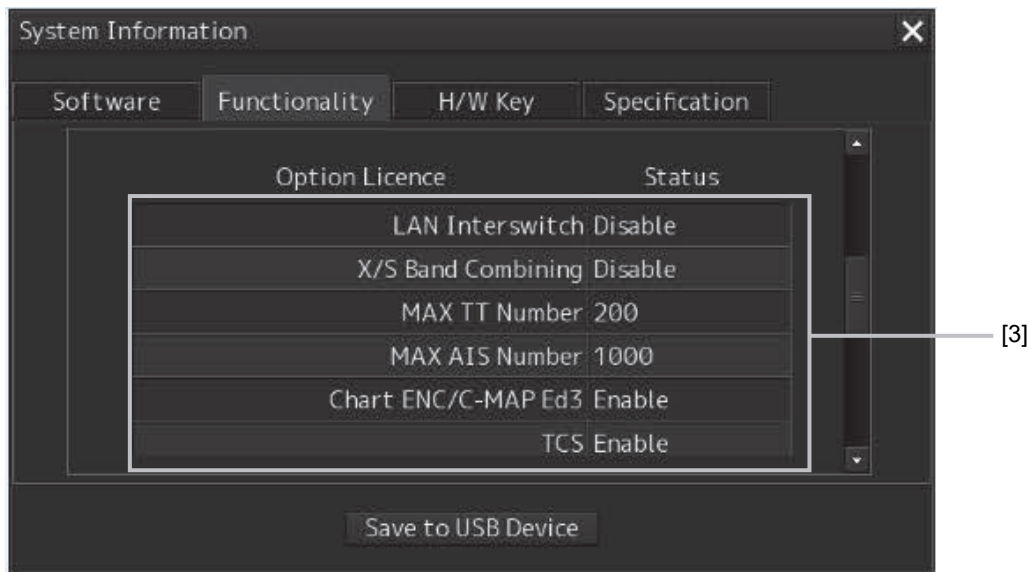 System Information
Software Functionality H/W Key Specification
Option Licence Status
LAN Interswitch Disable
X/S Band Combining Disable
MAX TT Number 200
MAX AIS Number 1000
Chart ENC/C-MAP Ed3 Enable
TCS Enable
[3]
Save to USB Device